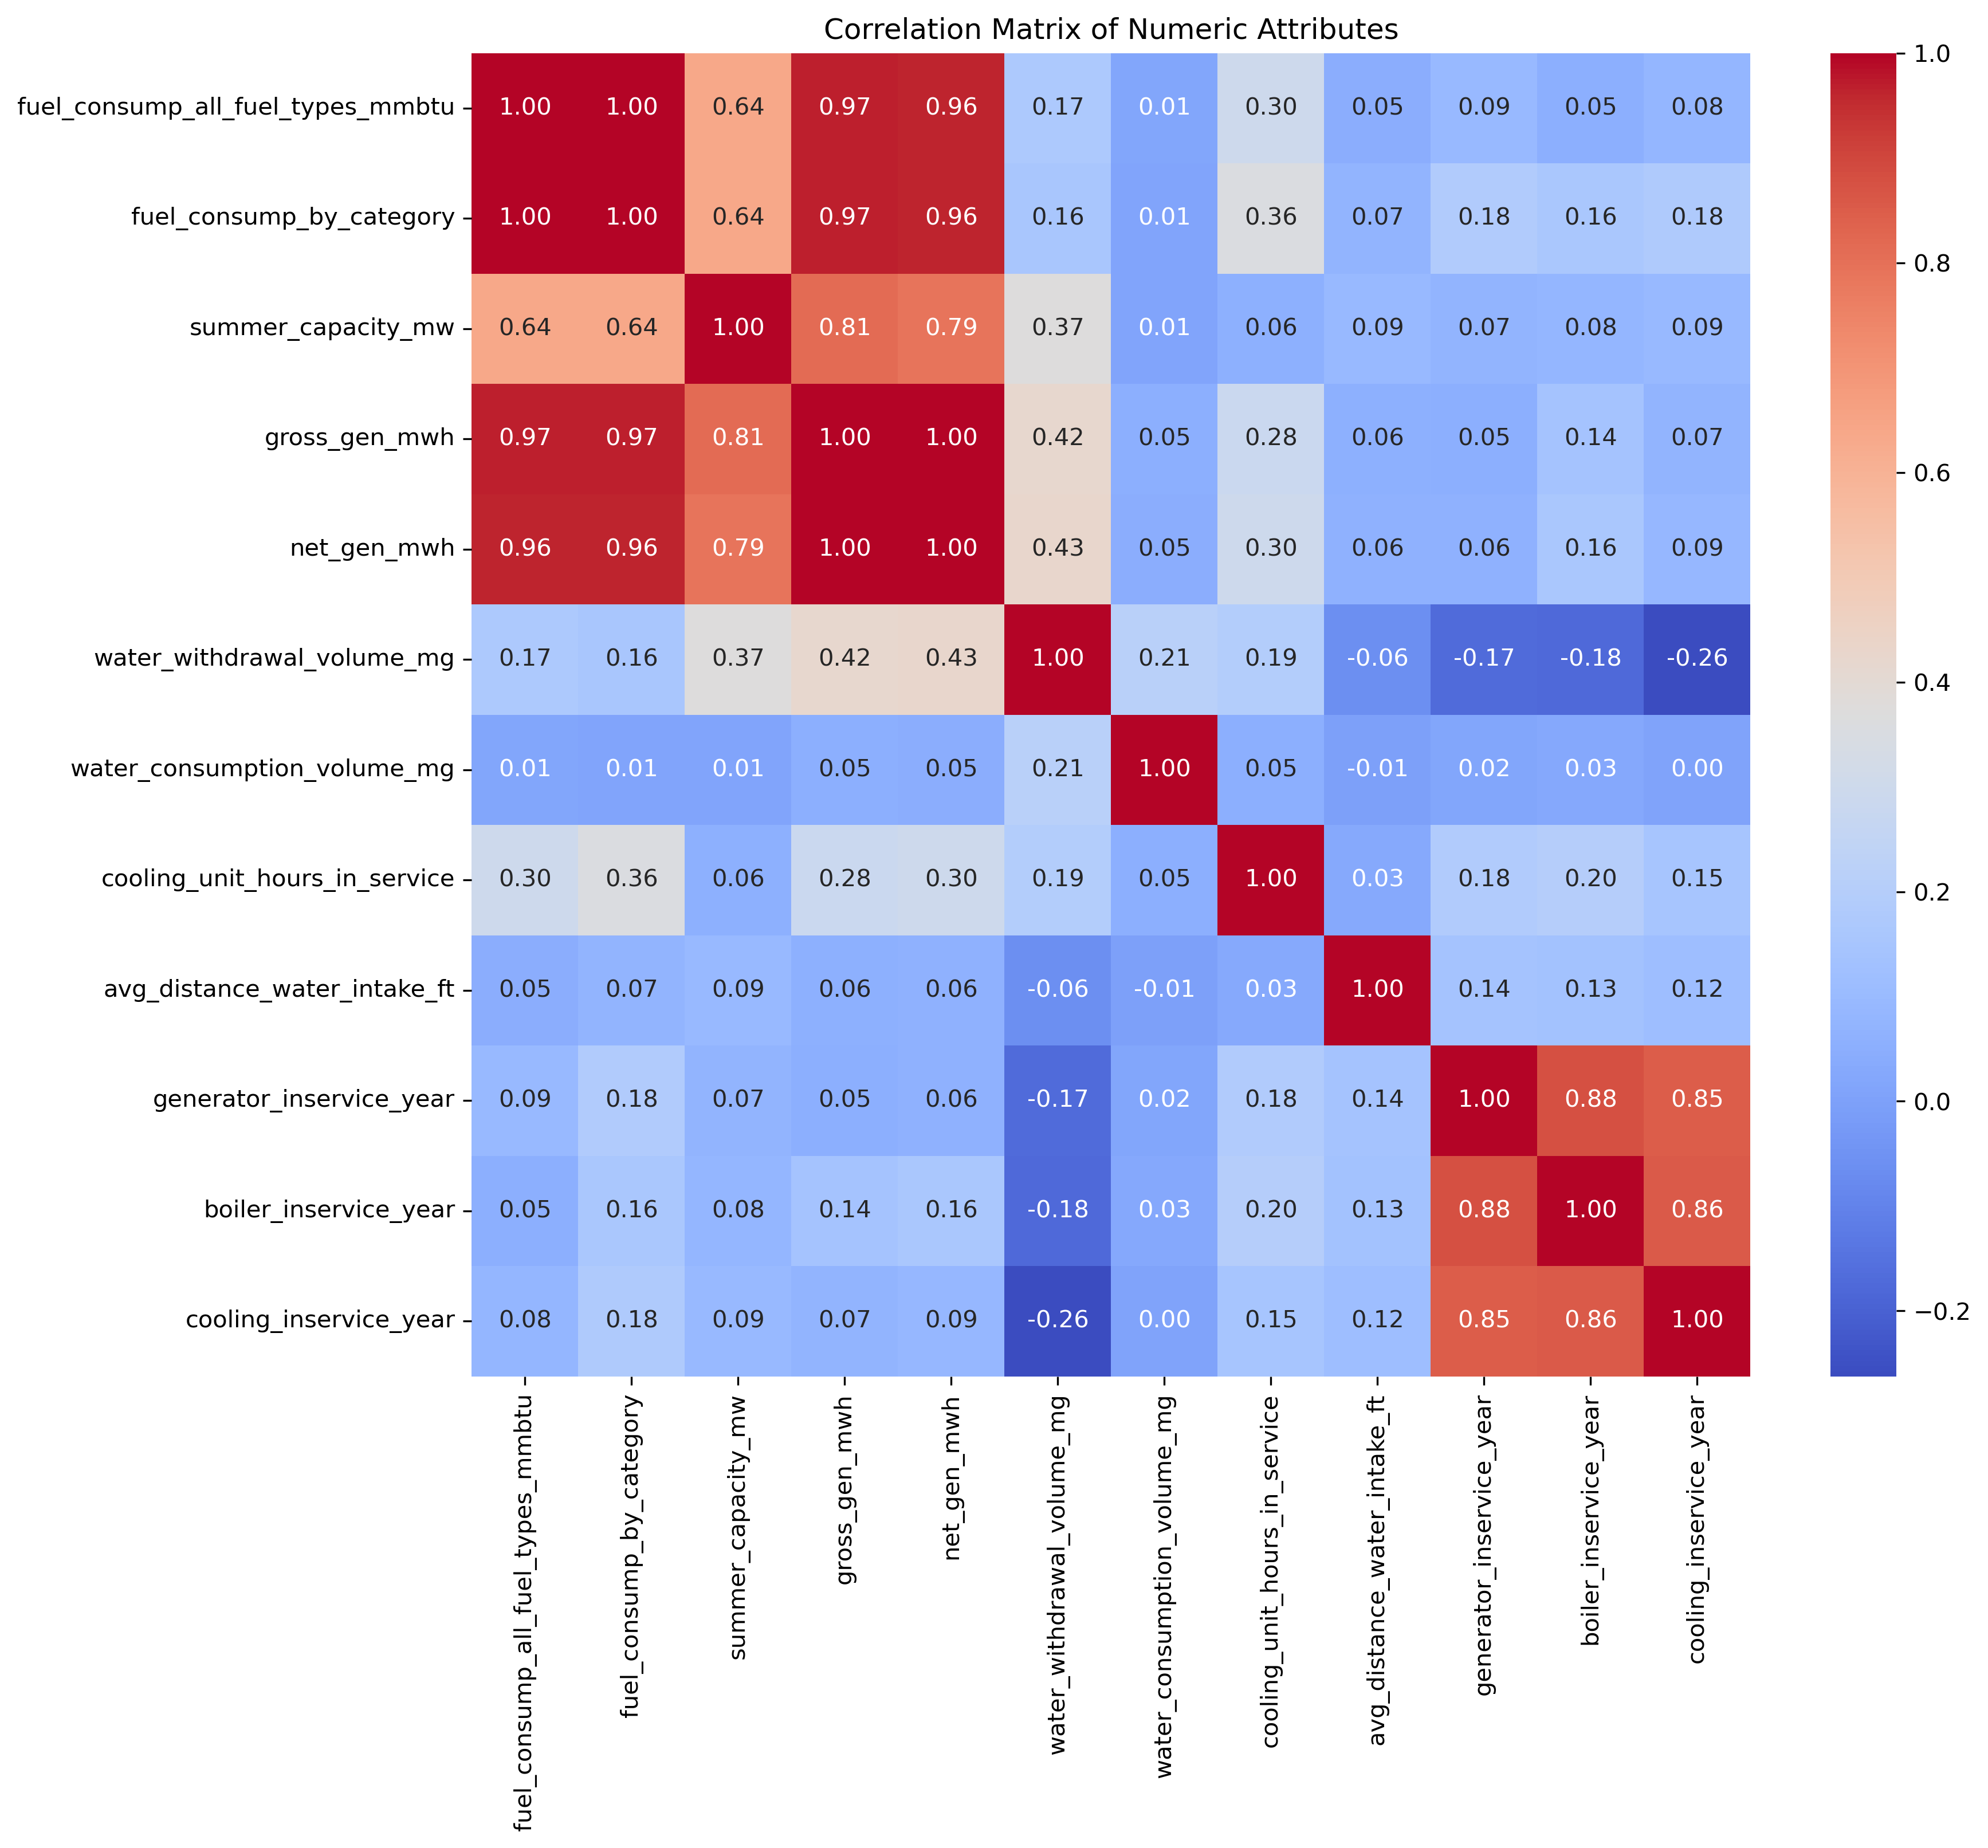 Correlation Matrix of Numeric Attributes
fuel_consump_all_fuel_types_mmbtu 1.00 1.00 0.64 0.97 0.96 0.17 0.01 0.30 0.05 0.09 0.05 0.08
fuel_consump_by_category 1.00 1.00 0.64 0.97 0.96 0.16 0.01 0.36 0.07 0.18 0.16 0.18
summer_capacity_mw 0.64 0.64 1.00 0.81 0.79 0.37 0.01 0.06 0.09 0.07 0.08 0.09
gross_gen_mwh 0.97 0.97 0.81 1.00 1.00 0.42 0.05 0.28 0.06 0.05 0.14 0.07
net_gen_mwh 0.96 0.96 0.79 1.00 1.00 0.43 0.05 0.30 0.06 0.06 0.16 0.09
water_withdrawal_volume_mg 0.17 0.16 0.37 0.42 0.43 1.00 0.21 0.19 -0.06 -0.17 -0.18 -0.26
water_consumption_volume_mg 0.01 0.01 0.01 0.05 0.05 0.21 1.00 0.05 -0.01 0.02 0.03 0.00
cooling_unit_hours_in_service 0.30 0.36 0.06 0.28 0.30 0.19 0.05 1.00 0.03 0.18 0.20 0.15
avg_distance_water_intake_ft 0.05 0.07 0.09 0.06 0.06 -0.06 -0.01 0.03 1.00 0.14 0.13 0.12
generator_inservice_year 0.09 0.18 0.07 0.05 0.06 -0.17 0.02 0.18 0.14 1.00 0.88 0.85
boiler_inservice_year 0.05 0.16 0.08 0.14 0.16 -0.18 0.03 0.20 0.13 0.88 1.00 0.86
cooling_inservice_year 0.08 0.18 0.09 0.07 0.09 -0.26 0.00 0.15 0.12 0.85 0.86 1.00
fuel_consump_all_fuel_types_mmbtu
fuel_consump_by_category
summer_capacity_mw
gross_gen_mwh
net_gen_mwh
water_withdrawal_volume_mg
water_consumption_volume_mg
cooling_unit_hours_in_service
avg_distance_water_intake_ft
generator_inservice_year
boiler_inservice_year
cooling_inservice_year
1.0
0.8
0.6
0.4
0.2
0.0
−0.2